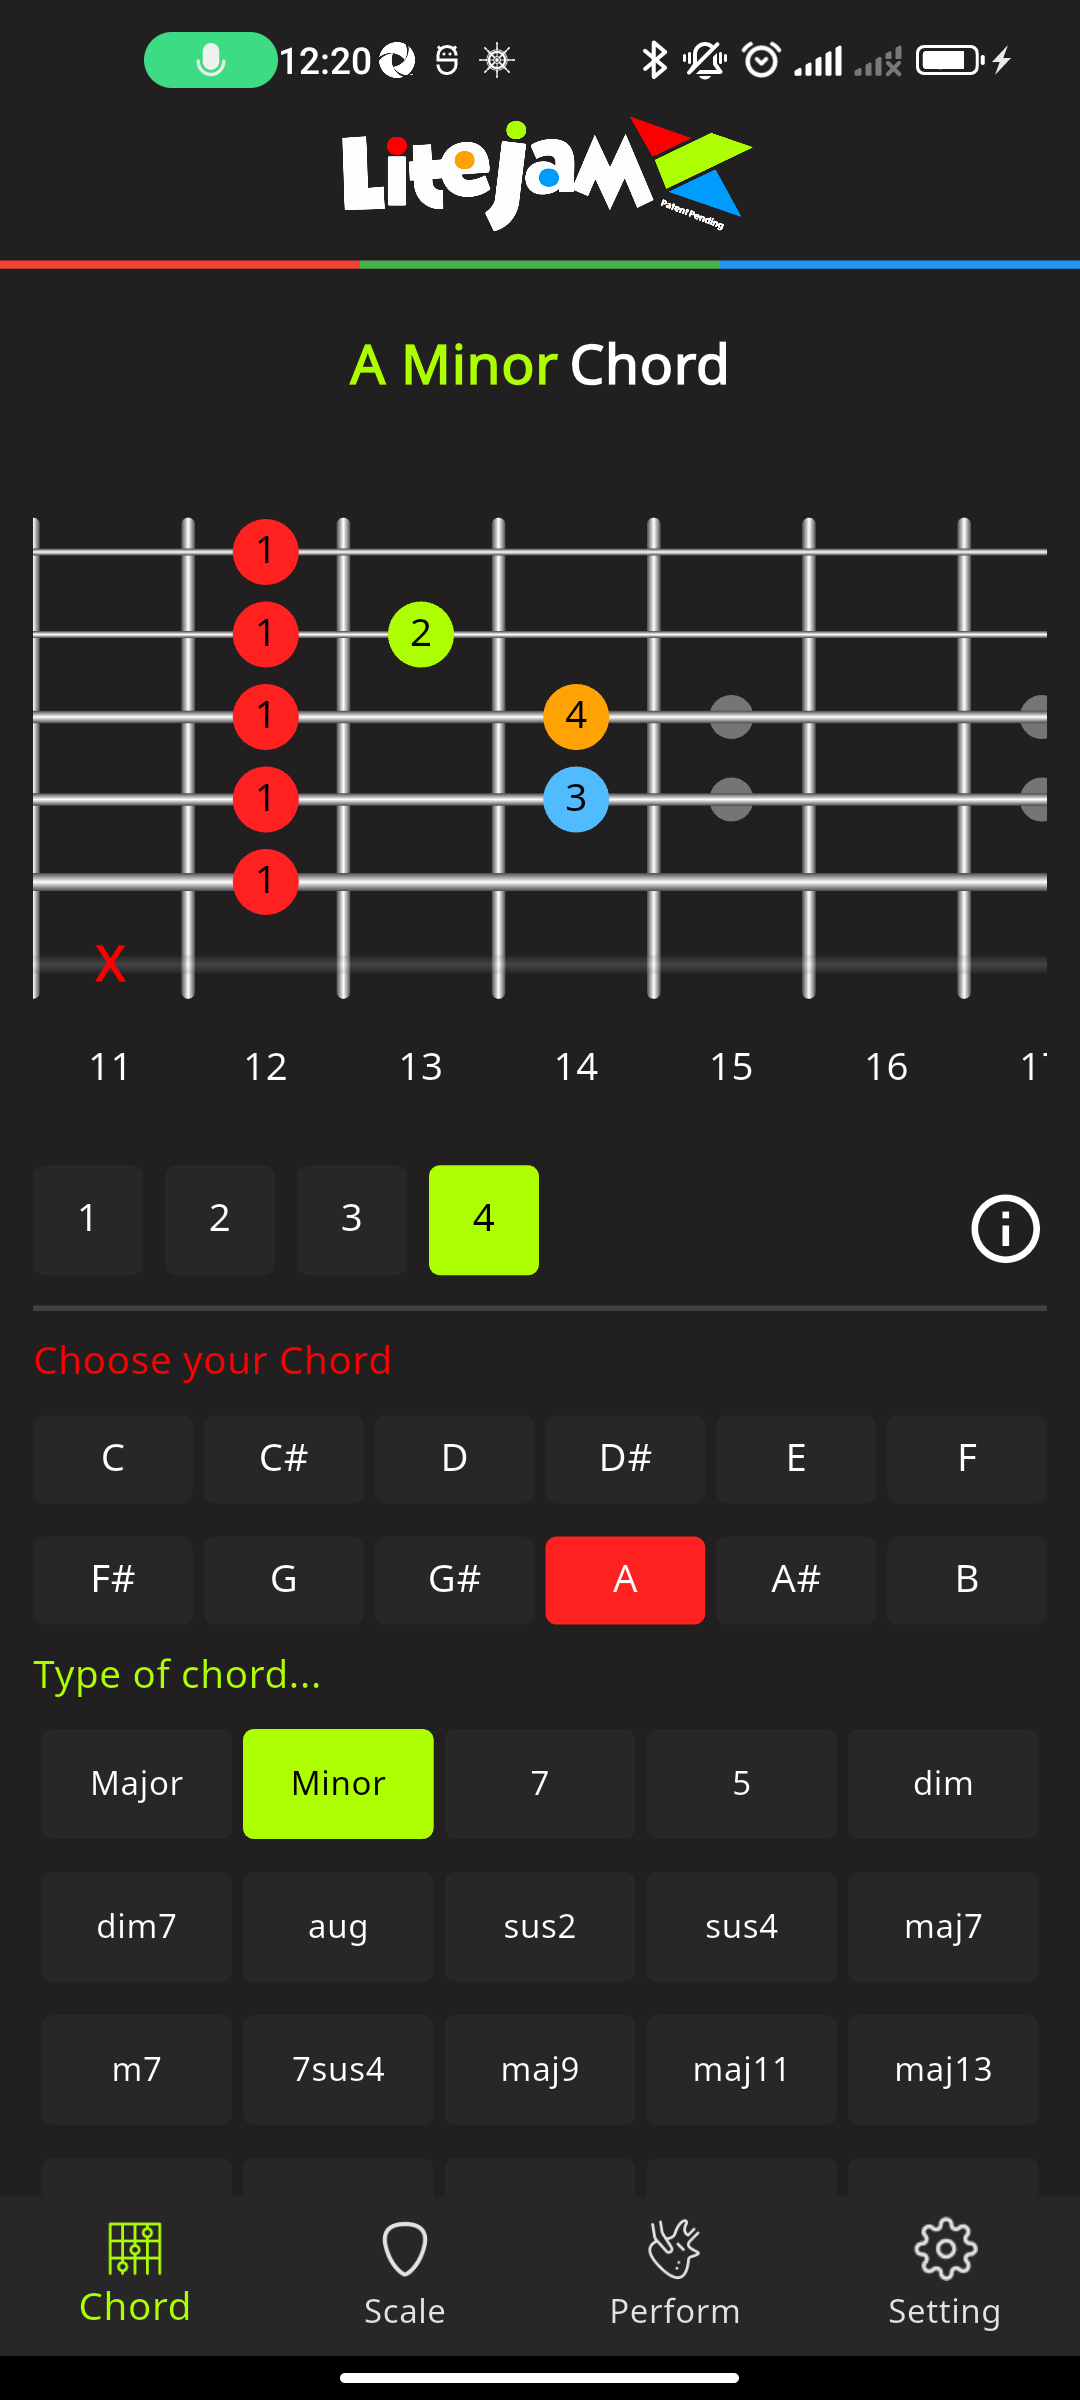 12:20
Litejam
Patent Pending
A Minor Chord
1
1 2
1 4
1 3
1
X
11 12 13 14 15 16
1 2 3 4
Choose your Chord
C C# D D# E F
F# G G# A A# B
Type of chord...
Major Minor 7 5 dim
dim7 aug sus2 sus4 maj7
m7 7sus4 maj9 maj11 maj13
Chord Scale Perform Setting